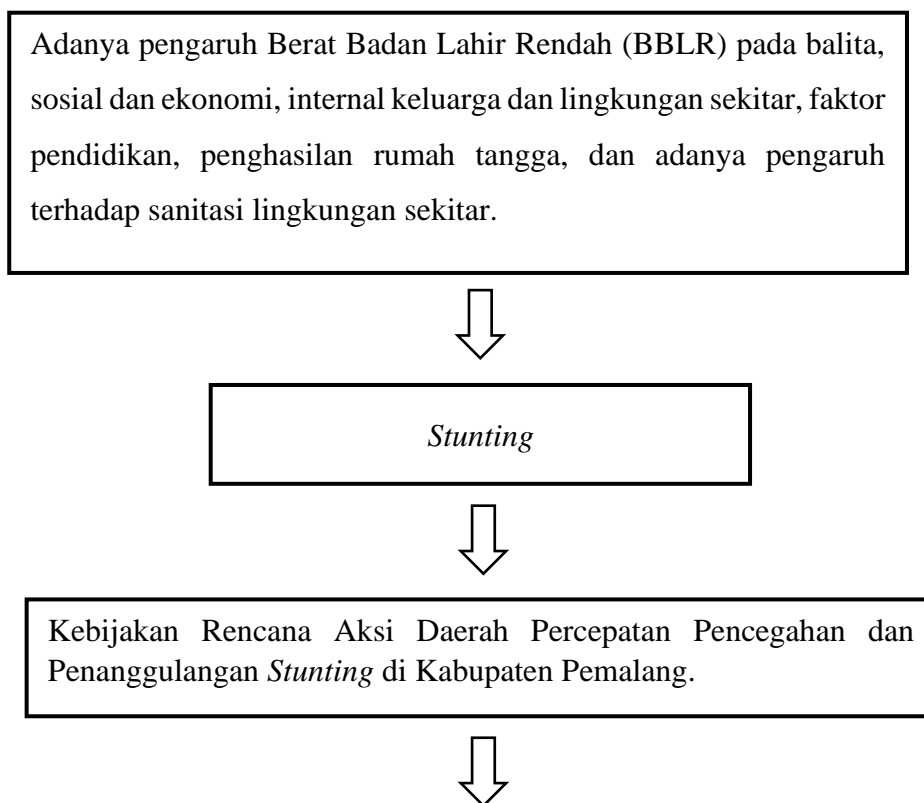 Adanya pengaruh Berat Badan Lahir Rendah (BBLR) pada balita,
sosial dan ekonomi, internal keluarga dan lingkungan sekitar, faktor
pendidikan, penghasilan rumah tangga, dan adanya pengaruh
terhadap sanitasi lingkungan sekitar.
Stunting
Kebijakan Rencana Aksi Daerah Percepatan Pencegahan dan
Penanggulangan Stunting di Kabupaten Pemalang.